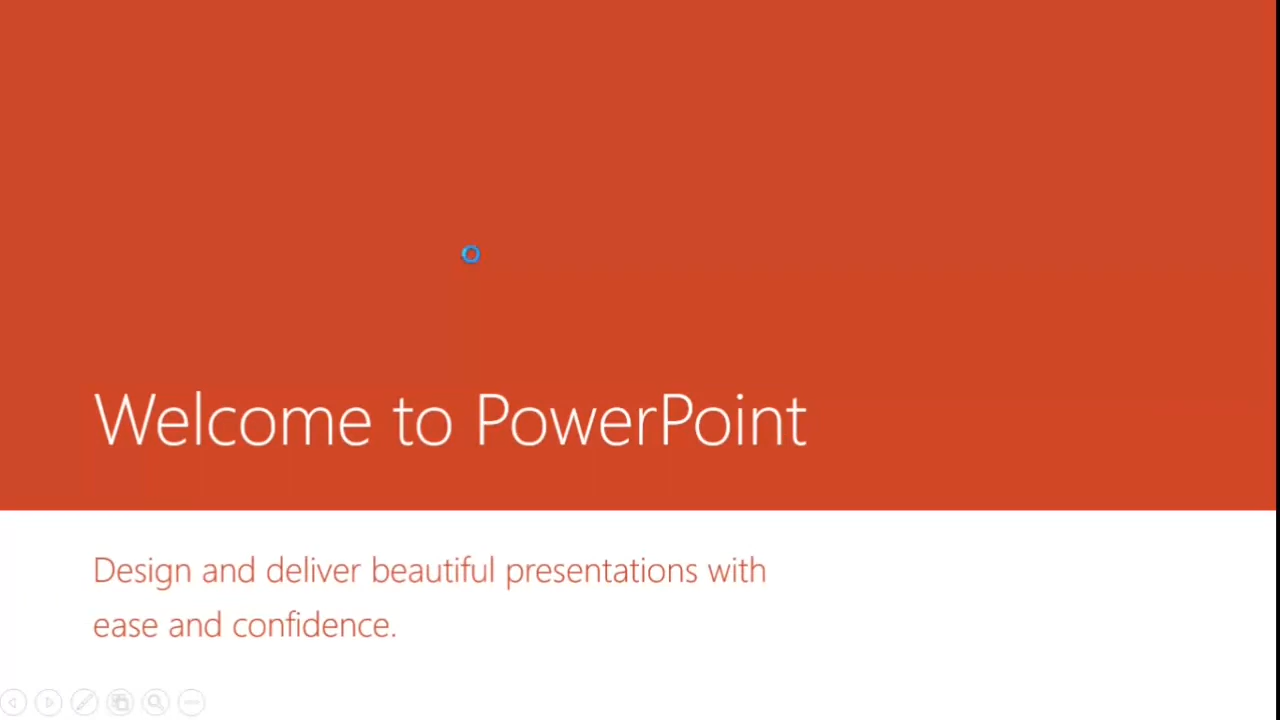 Welcome to PowerPoint
Design and deliver beautiful presentations with
ease and confidence.